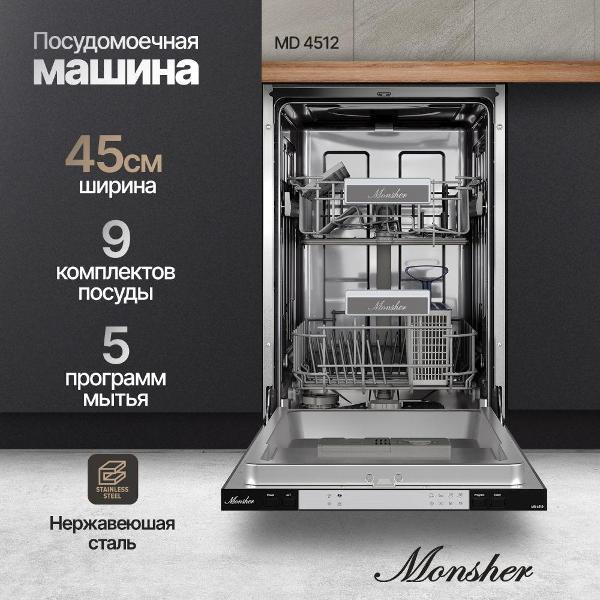 Посудомоечная
машина
MD 4512
45см
ширина
9
комплектов
посуды
5
программ
мытья
STAINLESS
STEEL
Нержавеющая
сталь
Monsher
Monsher
Monsher
Monsher